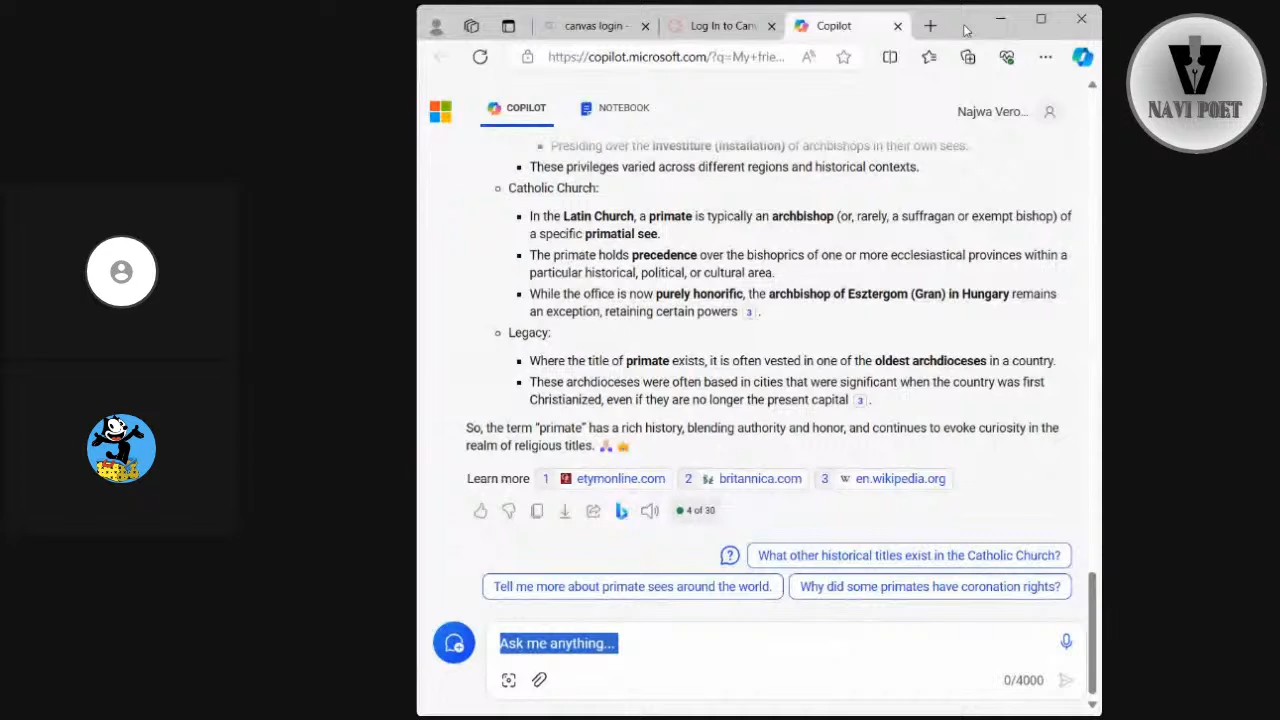 canvas login -
Log In to Can
Copilot
https://copilot.microsoft.com/?q=My+frie...
NAVI POET
COPILOT
NOTEBOOK
Najwa Vero...
Presiding over the investiture (installation) of archbishops in their own sees.
These privileges varied across different regions and historical contexts.
Catholic Church:
In the Latin Church, a primate is typically an archbishop (or, rarely, a suffragan or exempt bishop) of
a specific primatial see.
The primate holds precedence over the bishoprics of one or more ecclesiastical provinces within a
particular historical, political, or cultural area.
While the office is now purely honorific, the archbishop of Esztergom (Gran) in Hungary remains
an exception, retaining certain powers 3 .
Legacy:
Where the title of primate exists, it is often vested in one of the oldest archdioceses in a country.
These archdioceses were often based in cities that were significant when the country was first
Christianized, even if they are no longer the present capital 3 .
So, the term "primate" has a rich history, blending authority and honor, and continues to evoke curiosity in the
realm of religious titles.
Learn more 1 etymonline.com 2 britannica.com 3 W en.wikipedia.org
4 of 30
What other historical titles exist in the Catholic Church?
Tell me more about primate sees around the world.
Why did some primates have coronation rights?
Ask me anything...
0/4000